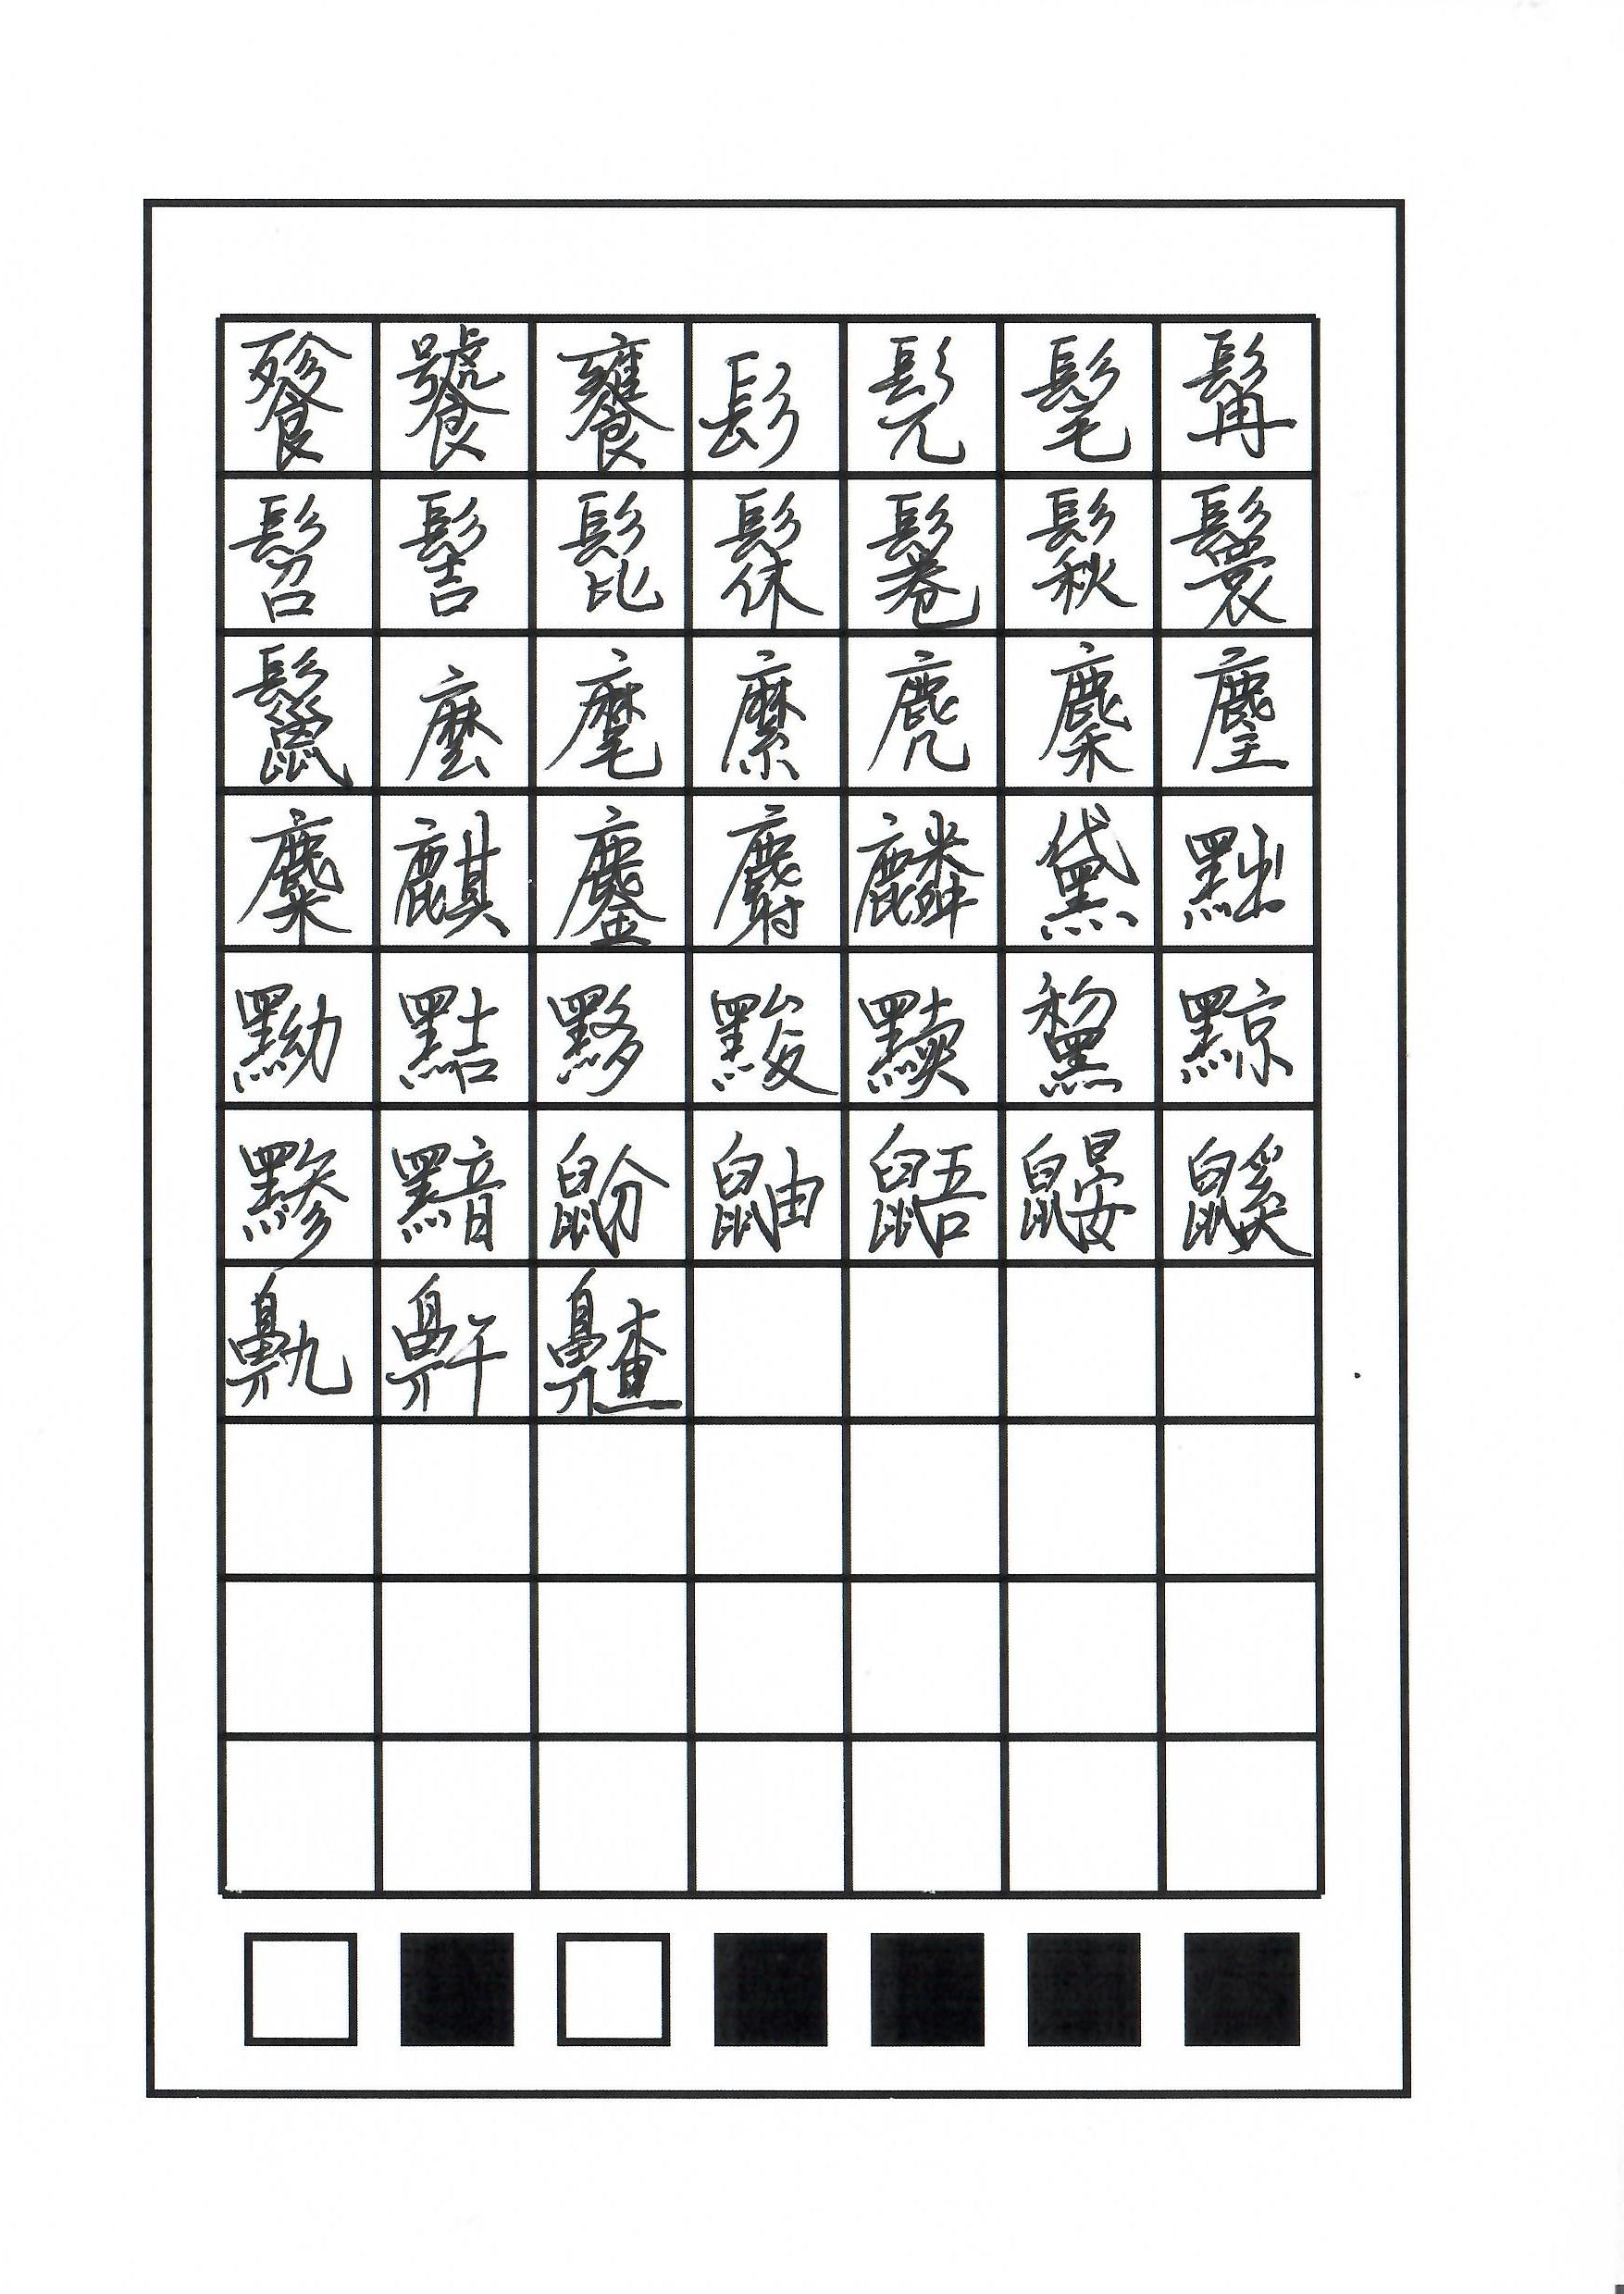 餮饕饔髟髡髦髯
髫髻髭髹鬈鬏鬟
鬣麽麾縻麂麇麈
麋麒鏖麝麟黛黜
黝黠黟黢黩黧黥
黪黯鼢鼬鼯鼹鼷
鼽鼾齄